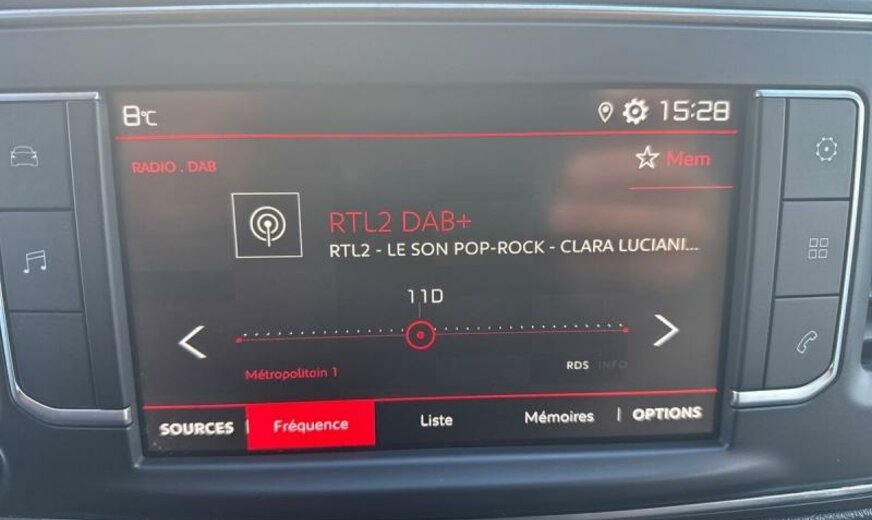 8°C 15:28
RADIO . DAB
Mem
RTL2 DAB+
RTL2 - LE SON POP-ROCK - CLARA LUCIANI...
11D
Métropolitain 1
RDS INFO
SOURCES Fréquence Liste Mémoires OPTIONS